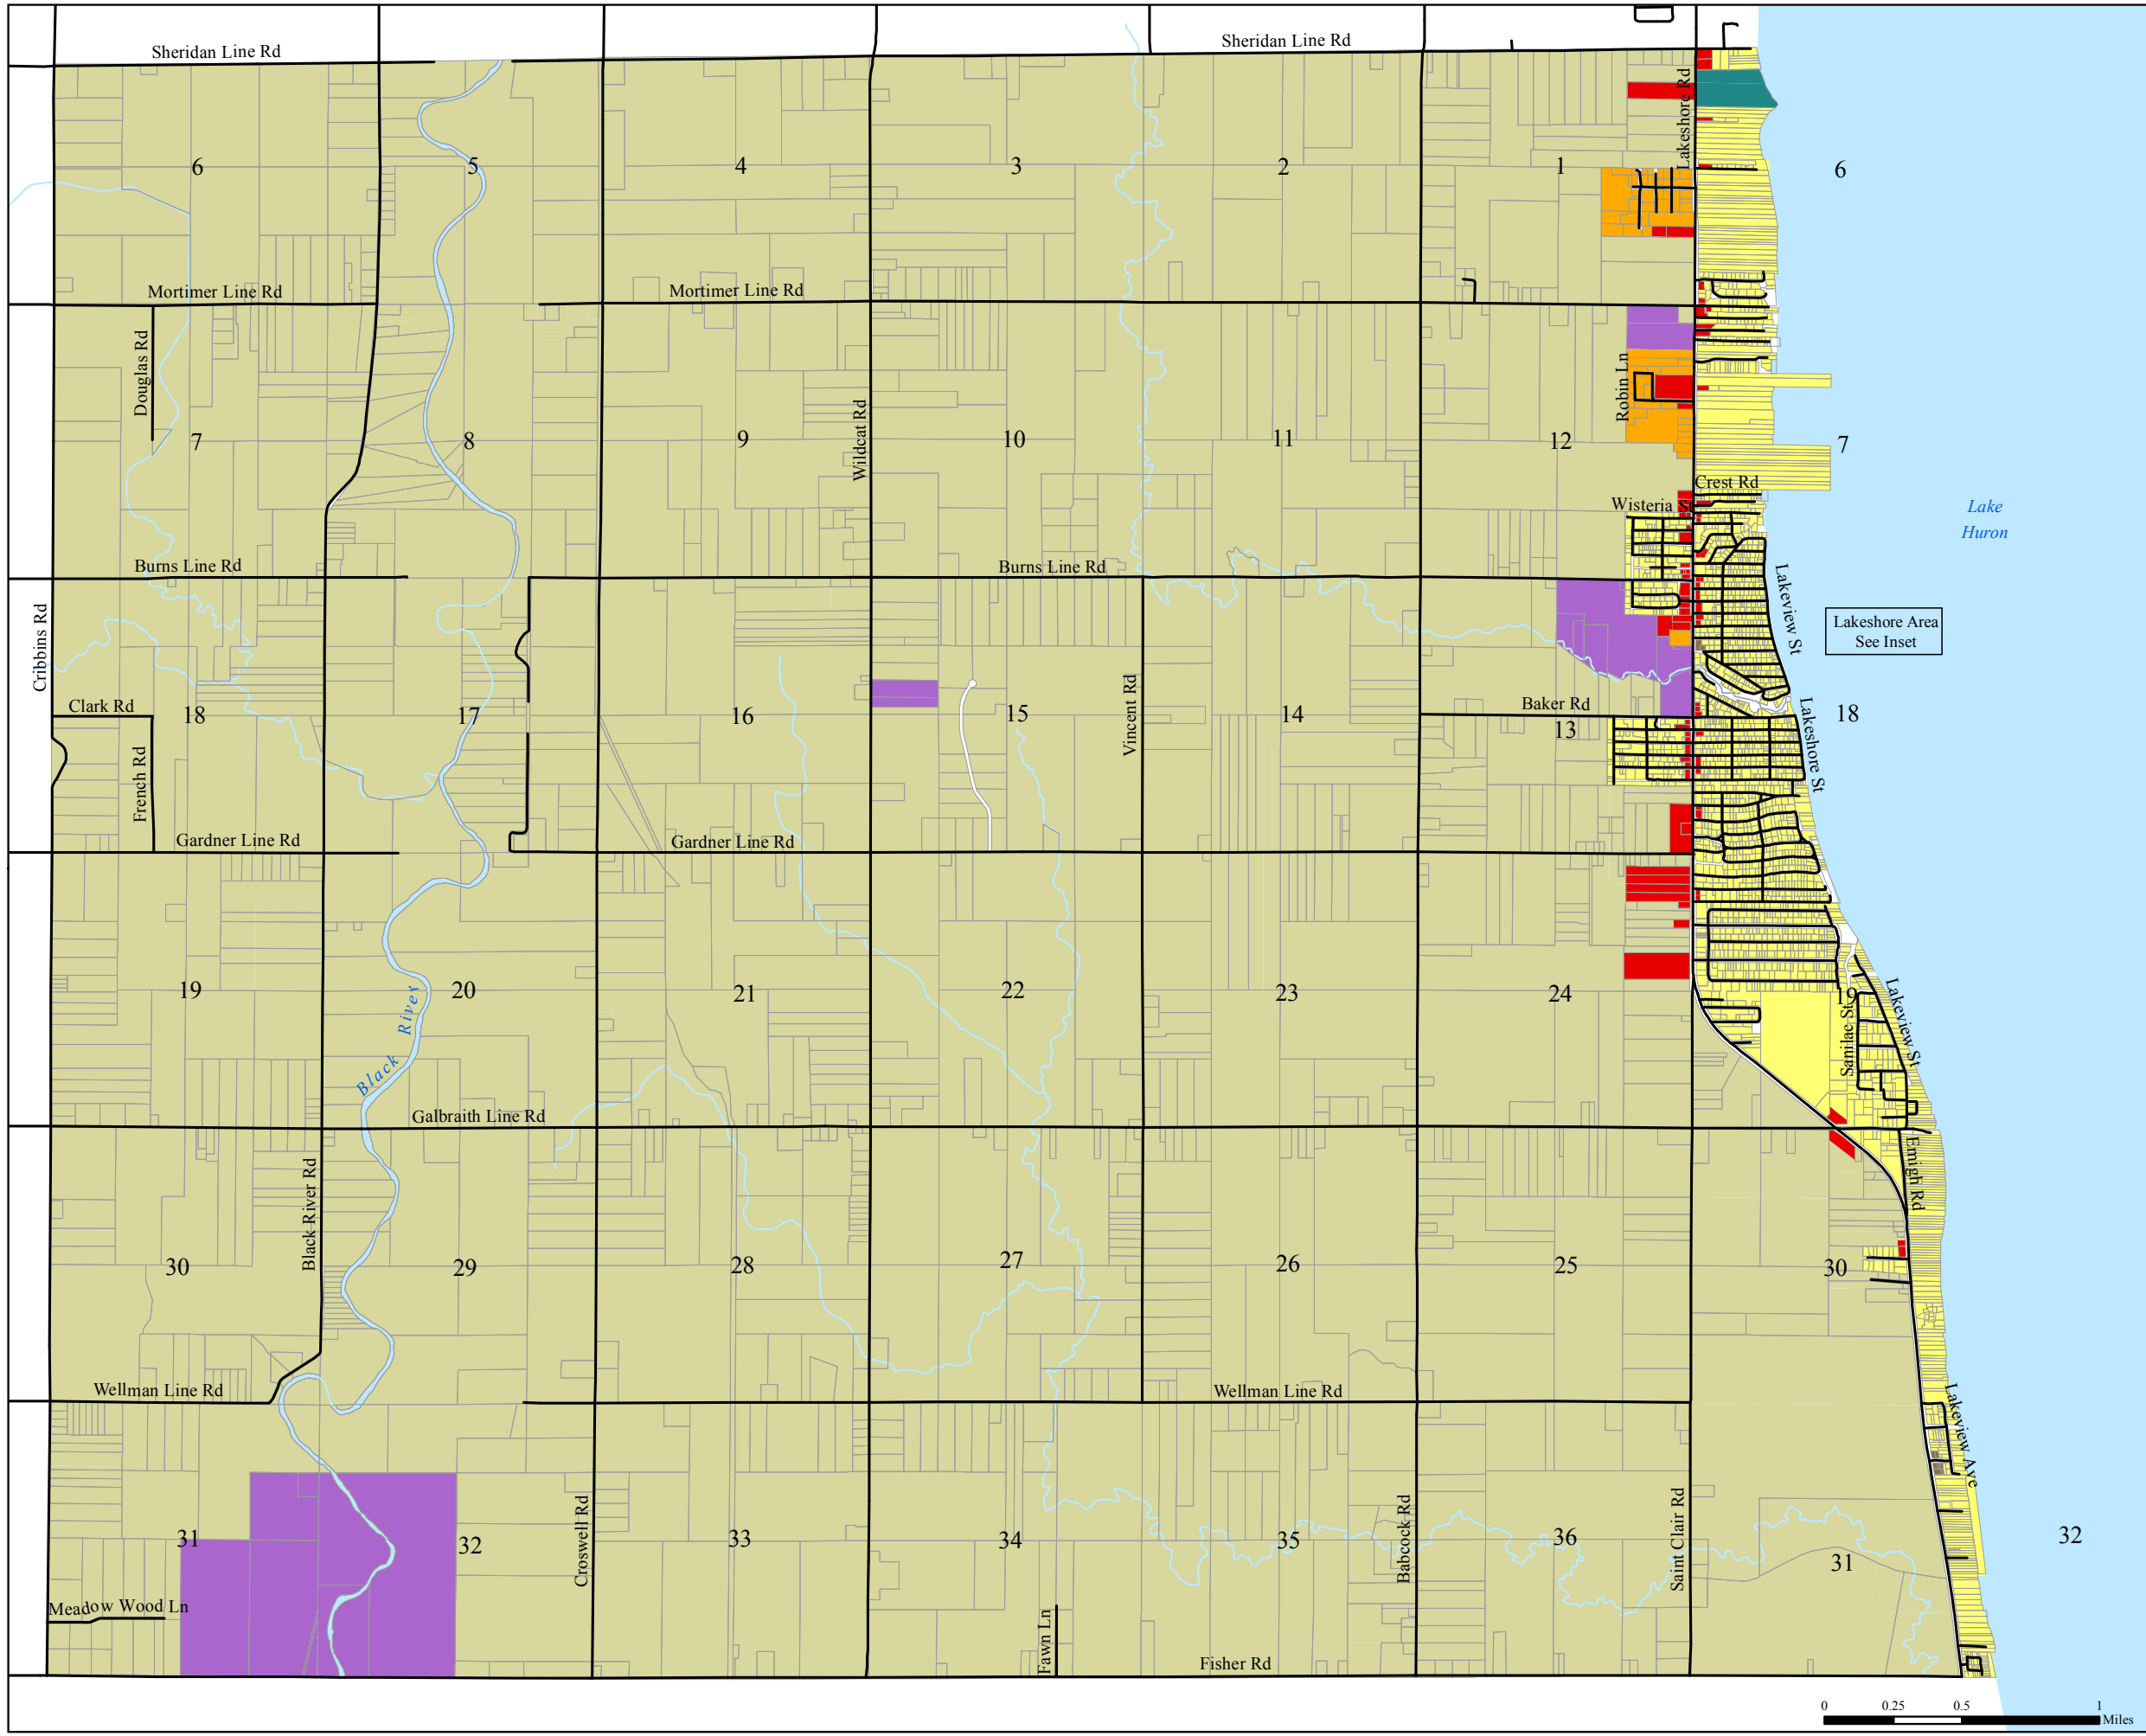 Sheridan Line Rd
Sheridan Line Rd
Lakeshore Rd
6
5
4
3
2
1
6
Mortimer Line Rd
Mortimer Line Rd
Douglas Rd
Robin Ln
Wildcat Rd
7
8
9
10
11
12
7
Crest Rd
Wisteria St
Lake
Huron
Burns Line Rd
Burns Line Rd
Lakeview St
Cribbins Rd
Lakeshore Area
See Inset
Clark Rd
Vincent Rd
Baker Rd
Lakeshore St
18
17
16
15
14
13
18
French Rd
Gardner Line Rd
Gardner Line Rd
19
20
21
22
23
24
19
Black River
Sanilac St
Lakeview St
Galbraith Line Rd
Black River Rd
Emigh Rd
30
29
28
27
26
25
30
Wellman Line Rd
Wellman Line Rd
Lakeview Ave
Croswell Rd
Babcock Rd
Saint Clair Rd
31
32
33
34
35
36
31
32
Meadow Wood Ln
Fawn Ln
Fisher Rd
0 0.25 0.5 1
Miles